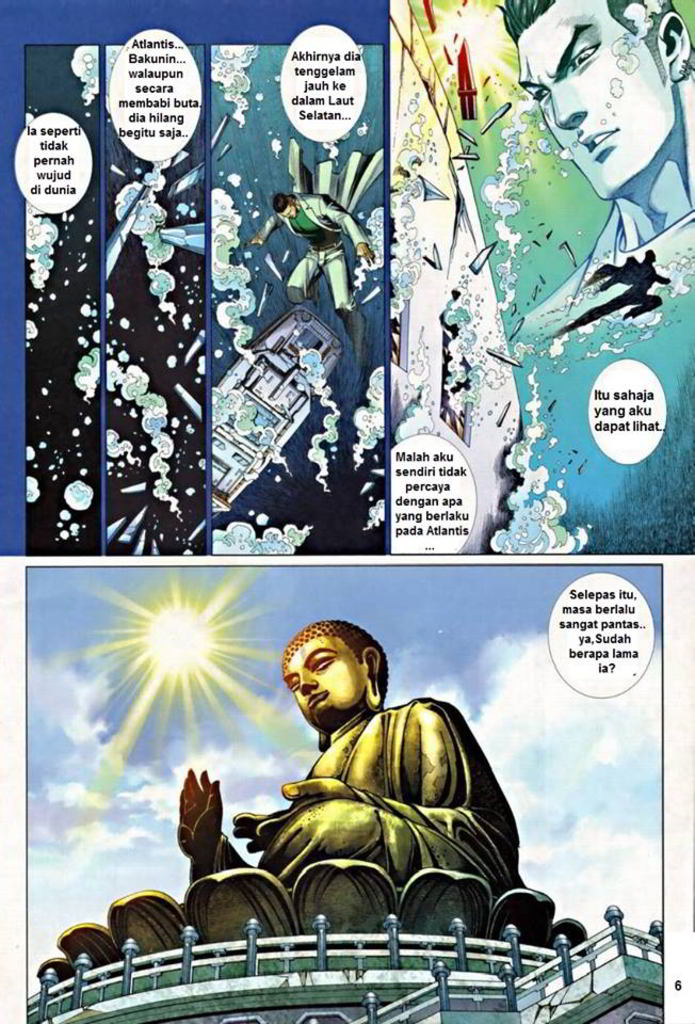 Akhirnya dia
tenggelam
jauh ke
dalam Laut
Selatan...
Atlantis...
Bakunin...
walaupun
secara
membabi buta,
dia hilang
begitu saja..
Ia seperti
tidak
pernah
wujud
di dunia
Itu sahaja
yang aku
dapat lihat..
Malah aku
sendiri tidak
percaya
dengan apa
yang berlaku
pada Atlantis
...
Selepas itu,
masa berlalu
sangat pantas..
ya,Sudah
berapa lama
ia?
6